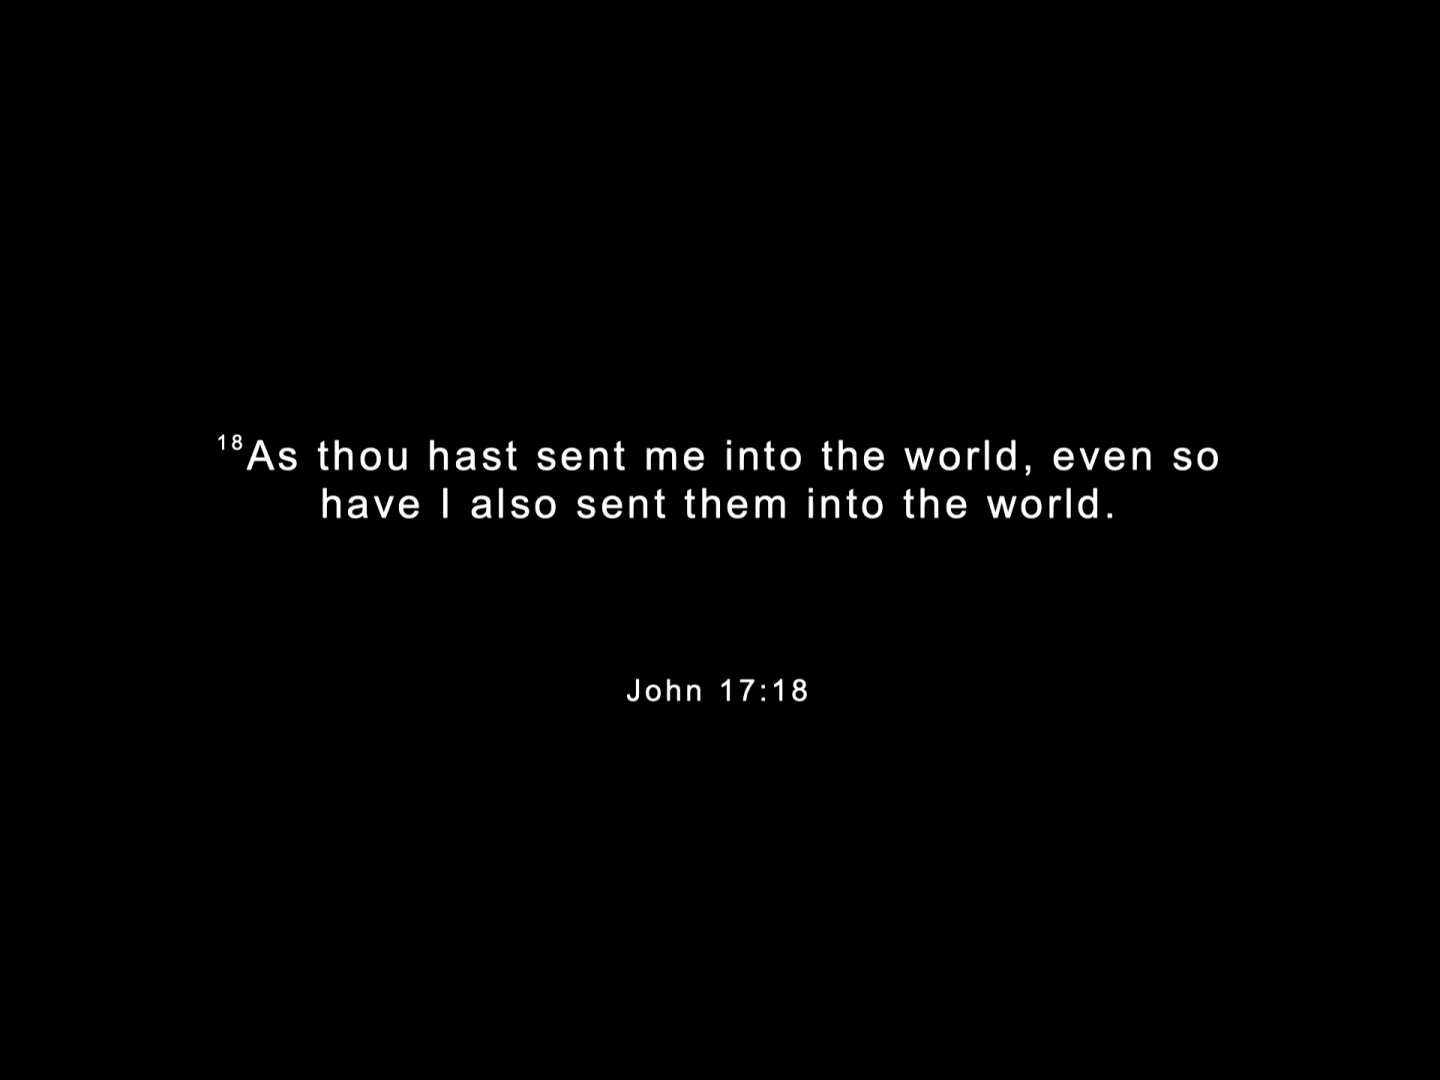 18As thou hast sent me into the world, even so
have I also sent them into the world.
John 17:18